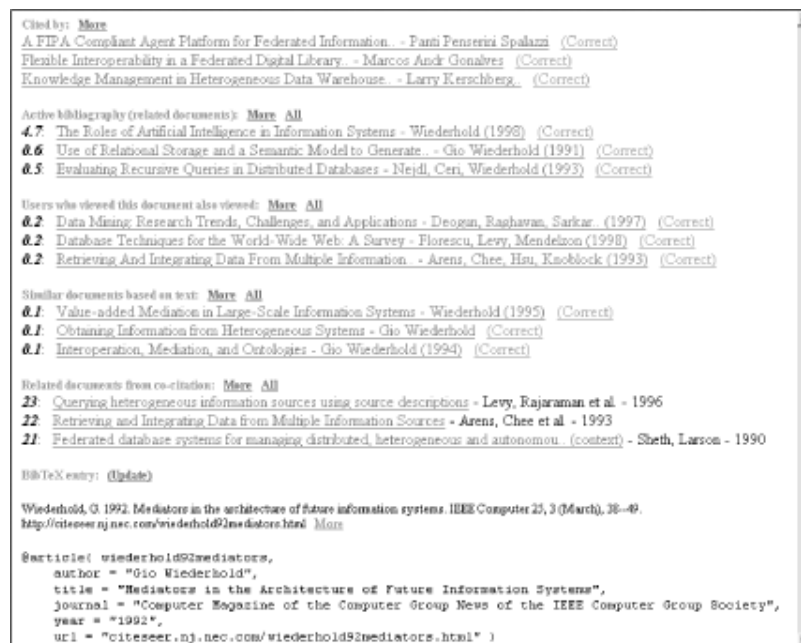 Cited by: More
A FIPA Compliant Agent Platform for Federated Information.. - Panti Penserini Spalazzi (Correct)
Flexible Interoperability in a Federated Digital Library.. - Marcos Andr Gonalves (Correct)
Knowledge Management in Heterogeneous Data Warehouse.. - Larry Kerschberg.. (Correct)
Active bibliography (related documents): More All
4.7: The Roles of Artificial Intelligence in Information Systems - Wiederhold (1998) (Correct)
0.6: Use of Relational Storage and a Semantic Model to Generate.. - Gio Wiederhold (1991) (Correct)
0.5: Evaluating Recursive Queries in Distributed Databases - Nejdl, Ceri, Wiederhold (1993) (Correct)
Users who viewed this document also viewed: More All
0.2: Data Mining: Research Trends, Challenges, and Applications - Deogun, Raghavan, Sarkar.. (1997) (Correct)
0.2: Database Techniques for the World-Wide Web: A Survey - Florescu, Levy, Mendelzon (1998) (Correct)
0.2: Retrieving And Integrating Data From Multiple Information.. - Arens, Chee, Hsu, Knoblock (1993) (Correct)
Similar documents based on text: More All
0.1: Value-added Mediation in Large-Scale Information Systems - Wiederhold (1995) (Correct)
0.1: Obtaining Information from Heterogeneous Systems - Gio Wiederhold (Correct)
0.1: Interoperation, Mediation, and Ontologies - Gio Wiederhold (1994) (Correct)
Related documents from co-citation: More All
23: Querying heterogeneous information sources using source descriptions - Levy, Rajaraman et al. - 1996
22: Retrieving and Integrating Data from Multiple Information Sources - Arens, Chee et al. - 1993
21: Federated database systems for managing distributed, heterogeneous and autonomou.. (context) - Sheth, Larson - 1990
BibTeX entry: (Update)
Wiederhold, G. 1992. Mediators in the architecture of future information systems. IEEE Computer 25, 3 (March), 38--49.
http://citeseer.nj.nec.com/wiederhold92mediators.html More
@article{ wiederhold92mediators,
author = "Gio Wiederhold",
title = "Mediators in the Architecture of Future Information Systems",
journal = "Computer Magazine of the Computer Group News of the IEEE Computer Group Society",
year = "1992",
url = "citeseer.nj.nec.com/wiederhold92mediators.html" }